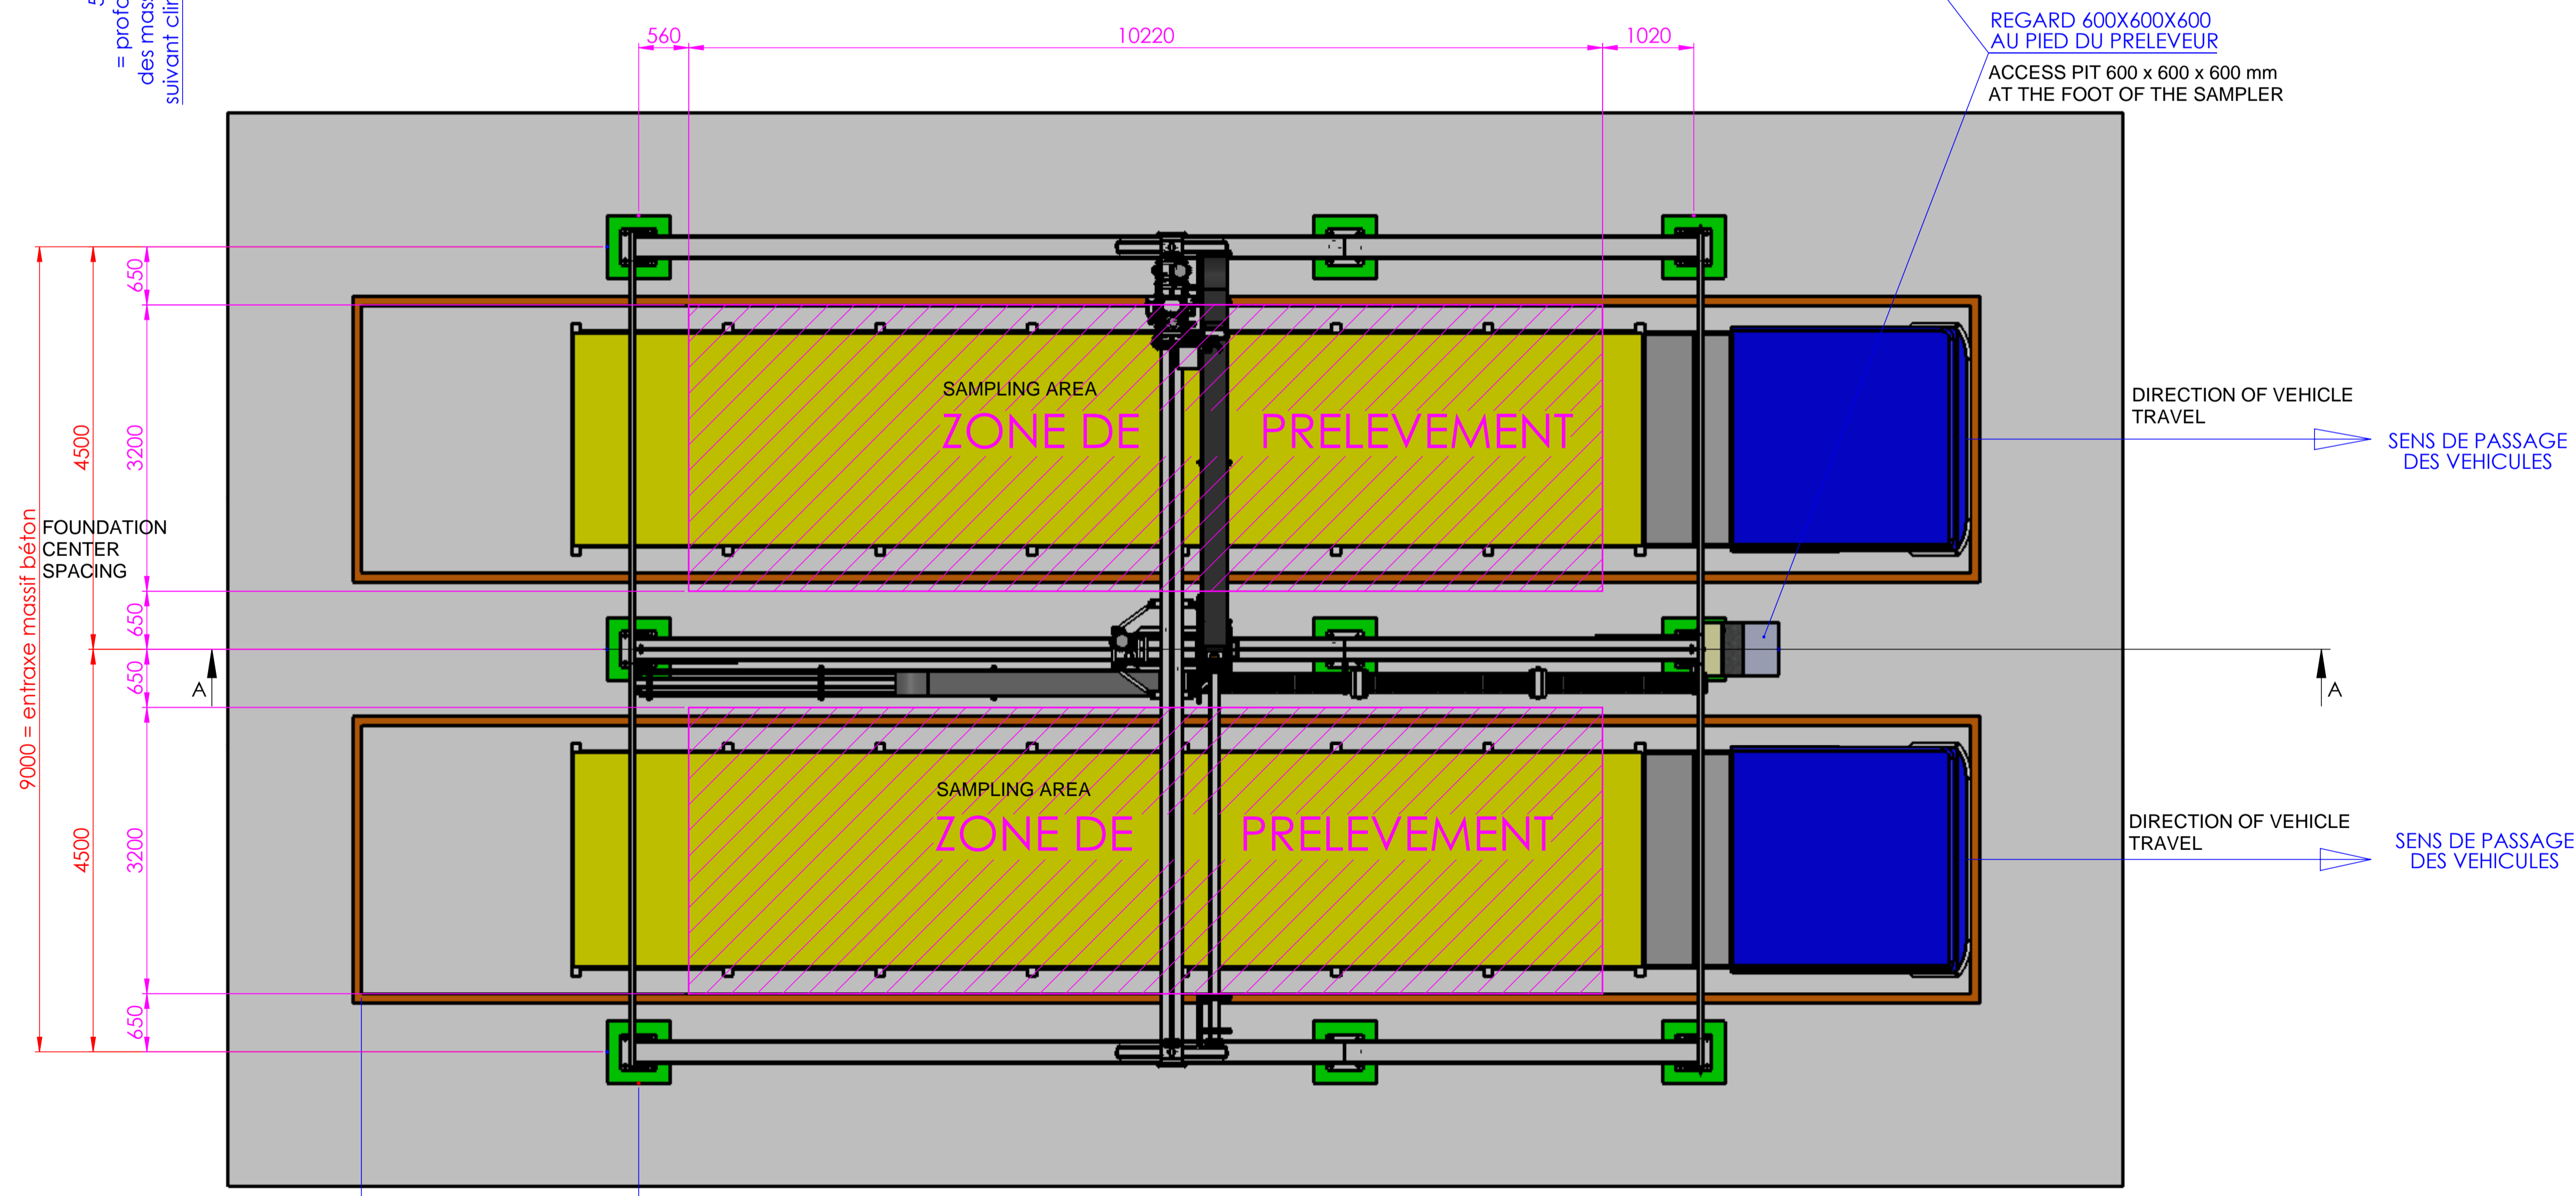 = profo
des mass
suivant clim
560
10220
1020
REGARD 600X600X600
AU PIED DU PRELEVEUR
ACCESS PIT 600 x 600 x 600 mm
AT THE FOOT OF THE SAMPLER
650
3200
650
650
3200
650
4500
4500
9000 = entraxe massif béton
FOUNDATION
CENTER
SPACING
SAMPLING AREA
ZONE DE PRELEVEMENT
DIRECTION OF VEHICLE
TRAVEL
SENS DE PASSAGE
DES VEHICULES
A
A
SAMPLING AREA
ZONE DE PRELEVEMENT
DIRECTION OF VEHICLE
TRAVEL
SENS DE PASSAGE
DES VEHICULES